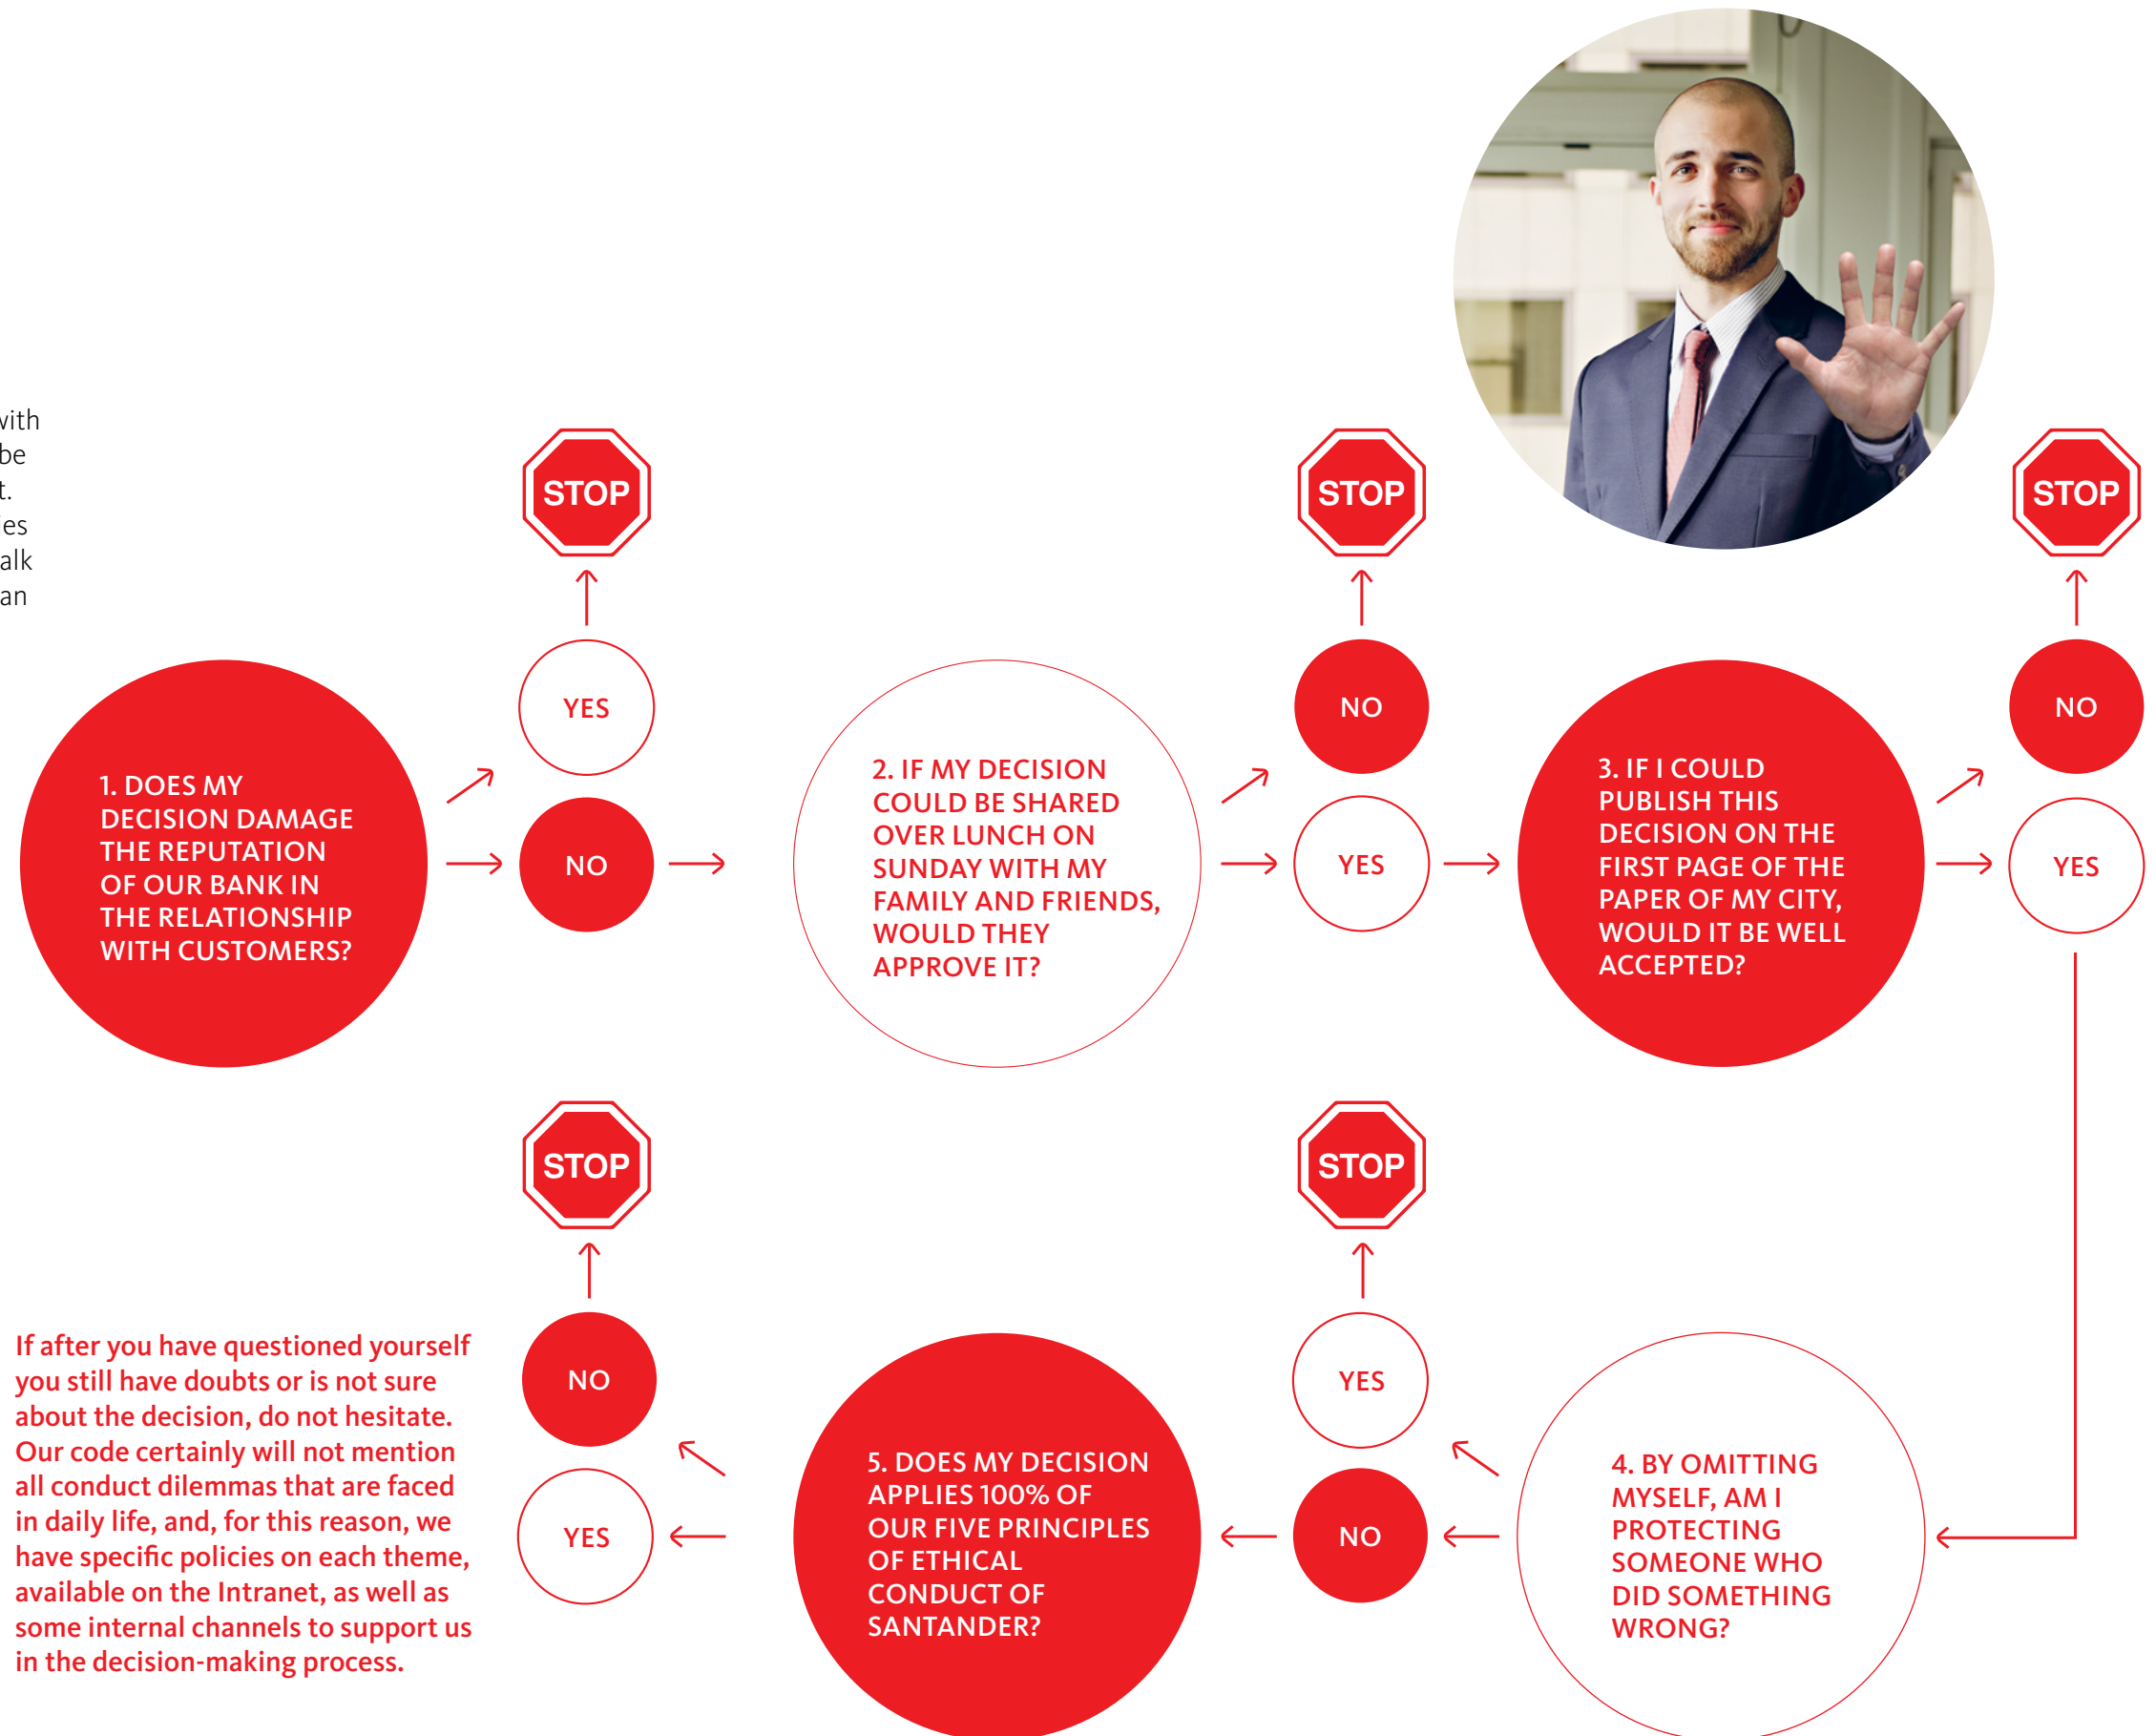 with
be
t.
ies
alk
an
STOP
STOP
STOP
YES
NO
NO
1. DOES MY
DECISION DAMAGE
THE REPUTATION
OF OUR BANK IN
THE RELATIONSHIP
WITH CUSTOMERS?
NO
2. IF MY DECISION
COULD BE SHARED
OVER LUNCH ON
SUNDAY WITH MY
FAMILY AND FRIENDS,
WOULD THEY
APPROVE IT?
YES
3. IF I COULD
PUBLISH THIS
DECISION ON THE
FIRST PAGE OF THE
PAPER OF MY CITY,
WOULD IT BE WELL
ACCEPTED?
YES
STOP
STOP
NO
YES
4. BY OMITTING
MYSELF, AM I
PROTECTING
SOMEONE WHO
DID SOMETHING
WRONG?
NO
5. DOES MY DECISION
APPLIES 100% OF
OUR FIVE PRINCIPLES
OF ETHICAL
CONDUCT OF
SANTANDER?
YES
If after you have questioned yourself
you still have doubts or is not sure
about the decision, do not hesitate.
Our code certainly will not mention
all conduct dilemmas that are faced
in daily life, and, for this reason, we
have specific policies on each theme,
available on the Intranet, as well as
some internal channels to support us
in the decision-making process.